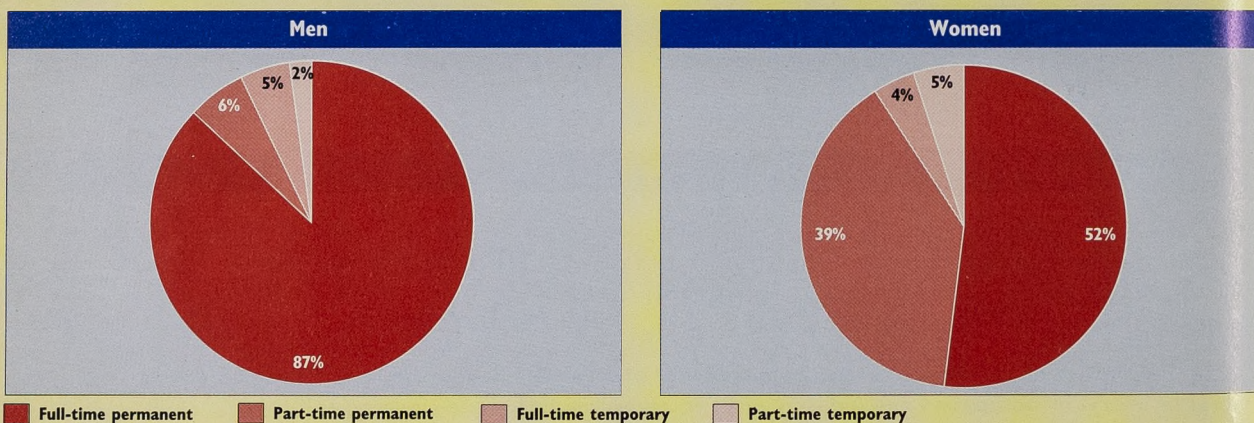 Men
2%
5%
6%
87%
Women
5%
4%
39%
52%
Full-time permanent
Part-time permanent
Full-time temporary
Part-time temporary